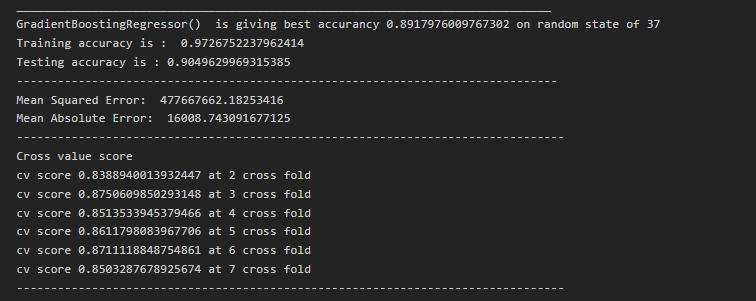 GradientBoostingRegressor()  is giving best accurancy 0.8917976009767302 on random state of 37
Training accuracy is :  0.9726752237962414
Testing accuracy is : 0.9049629969315385
--------------------------------------------------------------------------------
Mean Squared Error:  477667662.18253416
Mean Absolute Error:  16008.743091677125
---------------------------------------------------------------------------------
Cross value score
cv score 0.8388940013932447 at 2 cross fold
cv score 0.8750609850293148 at 3 cross fold
cv score 0.8513533945379466 at 4 cross fold
cv score 0.8611798083967706 at 5 cross fold
cv score 0.8711118848754861 at 6 cross fold
cv score 0.8503287678925674 at 7 cross fold
---------------------------------------------------------------------------------